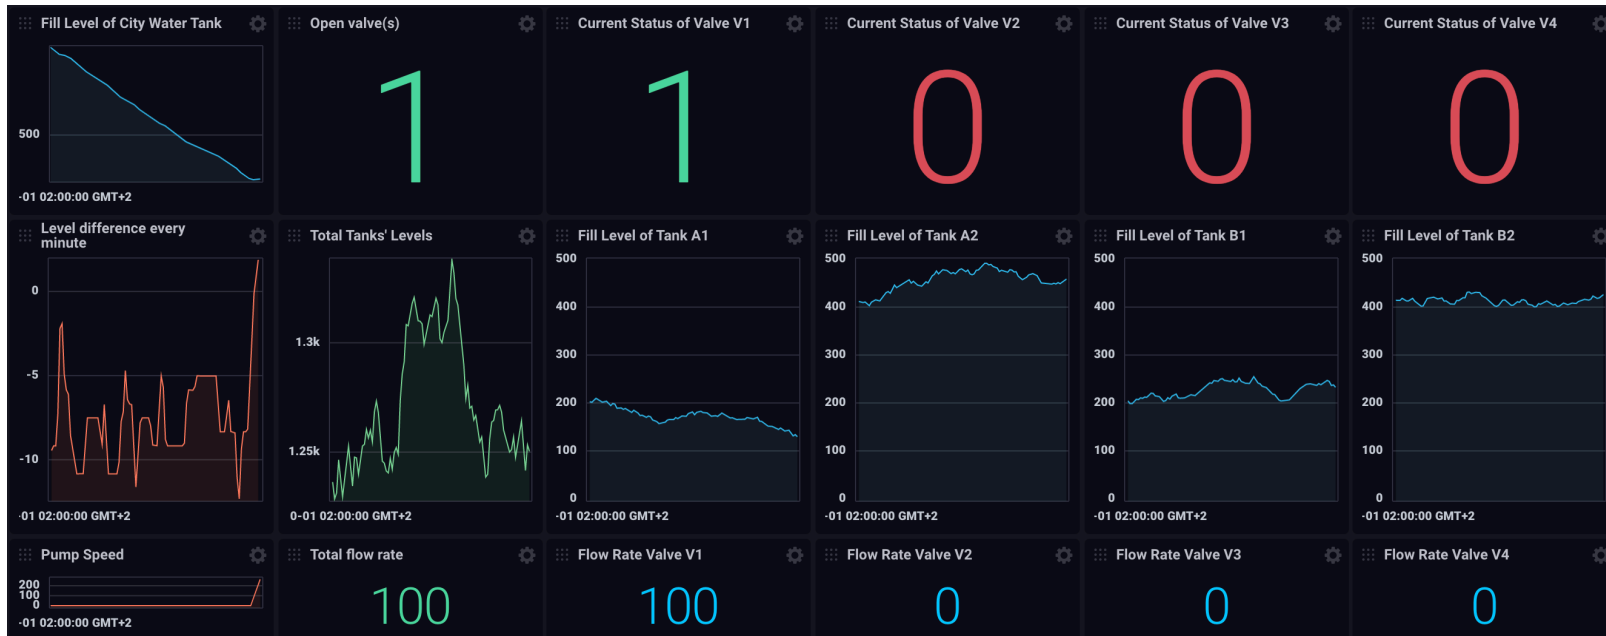 Fill Level of City Water Tank
500
-01 02:00:00 GMT+2
Open valve(s)
1
Current Status of Valve V1
1
Current Status of Valve V2
0
Current Status of Valve V3
0
Current Status of Valve V4
0
Level difference every
minute
0
-5
-10
-01 02:00:00 GMT+2
Total Tanks' Levels
1.3k
1.25k
0-01 02:00:00 GMT+2
Fill Level of Tank A1
500
400
300
200
100
0
-01 02:00:00 GMT+2
Fill Level of Tank A2
500
400
300
200
100
0
-01 02:00:00 GMT+2
Fill Level of Tank B1
500
400
300
200
100
0
-01 02:00:00 GMT+2
Fill Level of Tank B2
500
400
300
200
100
0
-01 02:00:00 GMT+2
Pump Speed
200
100
0
-01 02:00:00 GMT+2
Total flow rate
100
Flow Rate Valve V1
100
Flow Rate Valve V2
0
Flow Rate Valve V3
0
Flow Rate Valve V4
0